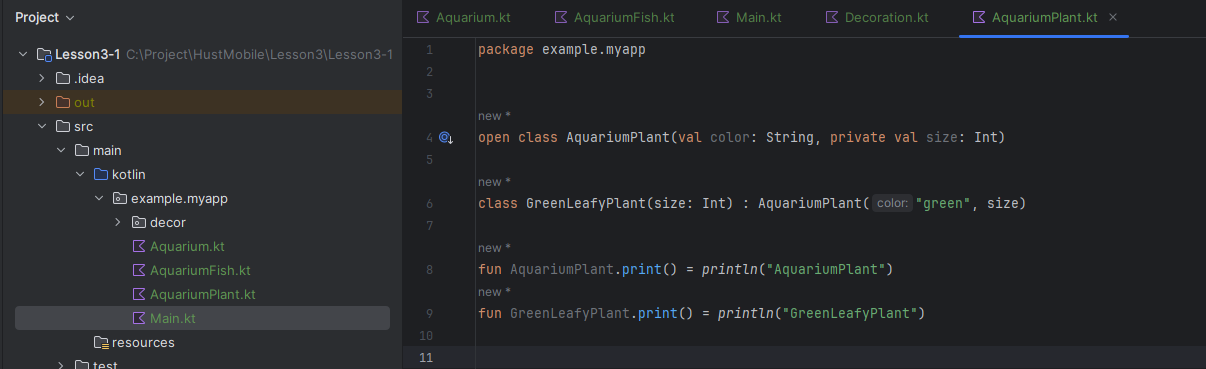 Project
Lesson3-1 C:\Project\HustMobile\Lesson3\Lesson3-1
.idea
out
src
main
kotlin
example.myapp
decor
Aquarium.kt
AquariumFish.kt
AquariumPlant.kt
Main.kt
resources
test
Aquarium.kt AquariumFish.kt Main.kt Decoration.kt AquariumPlant.kt
1 package example.myapp
2
3
new *
4 open class AquariumPlant(val color: String, private val size: Int)
5
new *
6 class GreenLeafyPlant(size: Int) : AquariumPlant( color: "green", size)
7
new *
8 fun AquariumPlant.print() = println("AquariumPlant")
new *
9 fun GreenLeafyPlant.print() = println("GreenLeafyPlant")
10
11